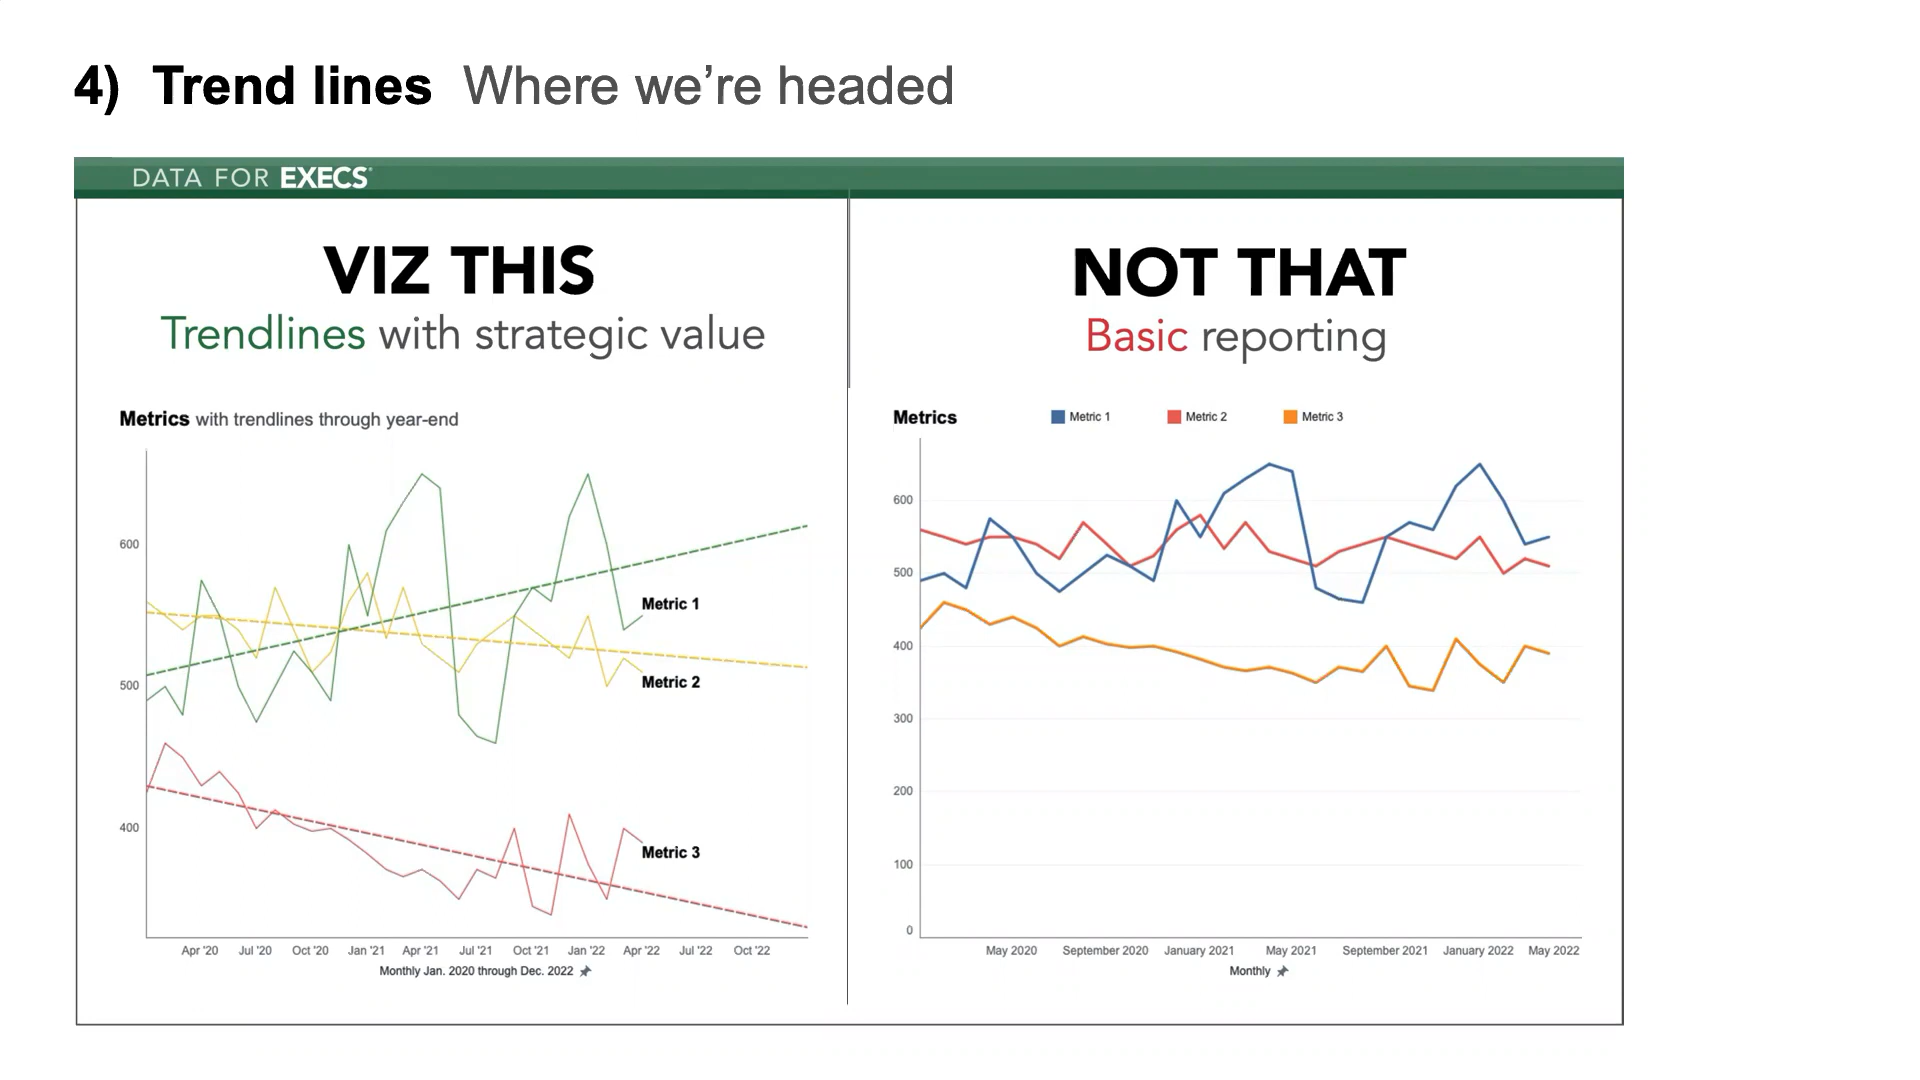 4) Trend lines Where we’re headed
DATA FOR EXECS®
VIZ THIS
Trendlines with strategic value
Metrics with trendlines through year-end
600
500
400
Metric 1
Metric 2
Metric 3
Apr '20 Jul '20 Oct '20 Jan '21 Apr '21 Jul '21 Oct '21 Jan '22 Apr '22 Jul '22 Oct '22
Monthly Jan. 2020 through Dec. 2022
NOT THAT
Basic reporting
Metrics Metric 1 Metric 2 Metric 3
600
500
400
300
200
100
0
May 2020 September 2020 January 2021 May 2021 September 2021 January 2022 May 2022
Monthly